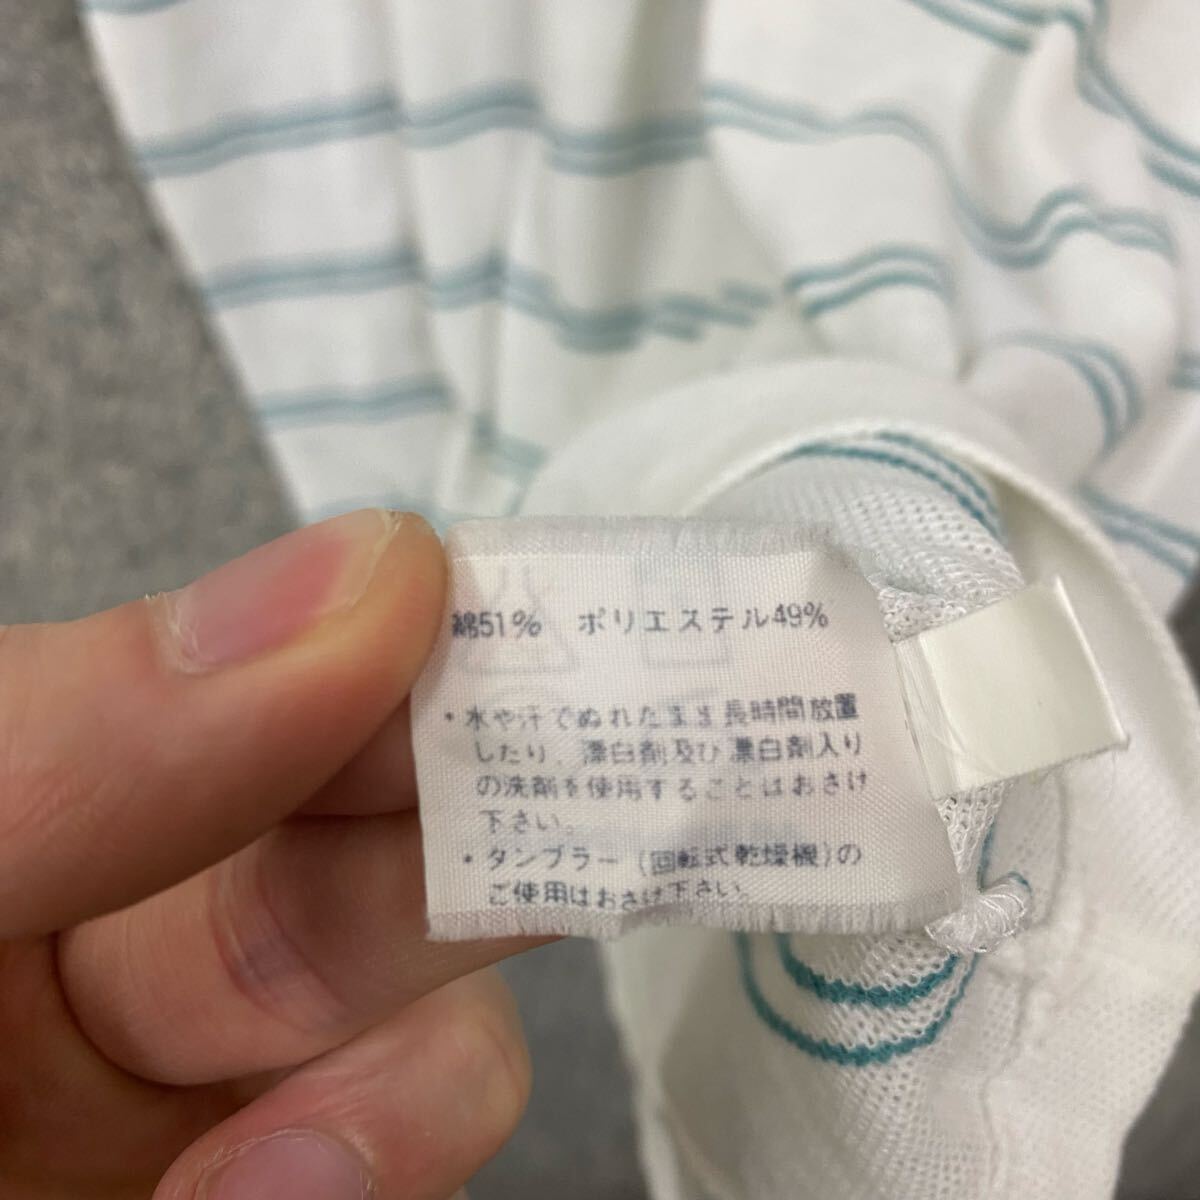 綿51%　ポリエステル49%
・水や汗でぬれたまま長時間放置
したり、漂白剤及び漂白剤入り
の洗剤を使用することはおさけ
下さい。
・タンブラー(回転式乾燥機)の
ご使用はおさけ下さい。